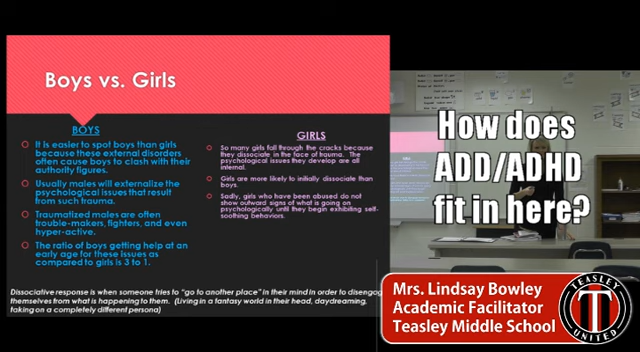 Boys vs. Girls
BOYS
It is easier to spot boys than girls
because these external disorders
often cause boys to clash with their
authority figures.
Usually males will externalize the
psychological issues that result
from such trauma.
Traumatized males are often
trouble-makers, fighters, and even
hyper-active.
The ratio of boys getting help at an
early age for these issues as
compared to girls is 3 to 1.
GIRLS
So many girls fall through the cracks because
they dissociate in the face of trauma. The
psychological issues they develop are all
internal.
Girls are more likely to initially dissociate than
boys.
Sadly, girls who have been abused do not
show outward signs of what is going on
psychologically until they begin exhibiting self-
soothing behaviors.
Dissociative response is when someone tries to "go to another place" in their mind in order to disengag
themselves from what is happening to them. (Living in a fantasy world in their head, daydreaming,
taking on a completely different persona)
How does
ADD/ADHD
fit in here?
Mrs. Lindsay Bowley
Academic Facilitator
Teasley Middle School
TEASLEY
T
UNITED